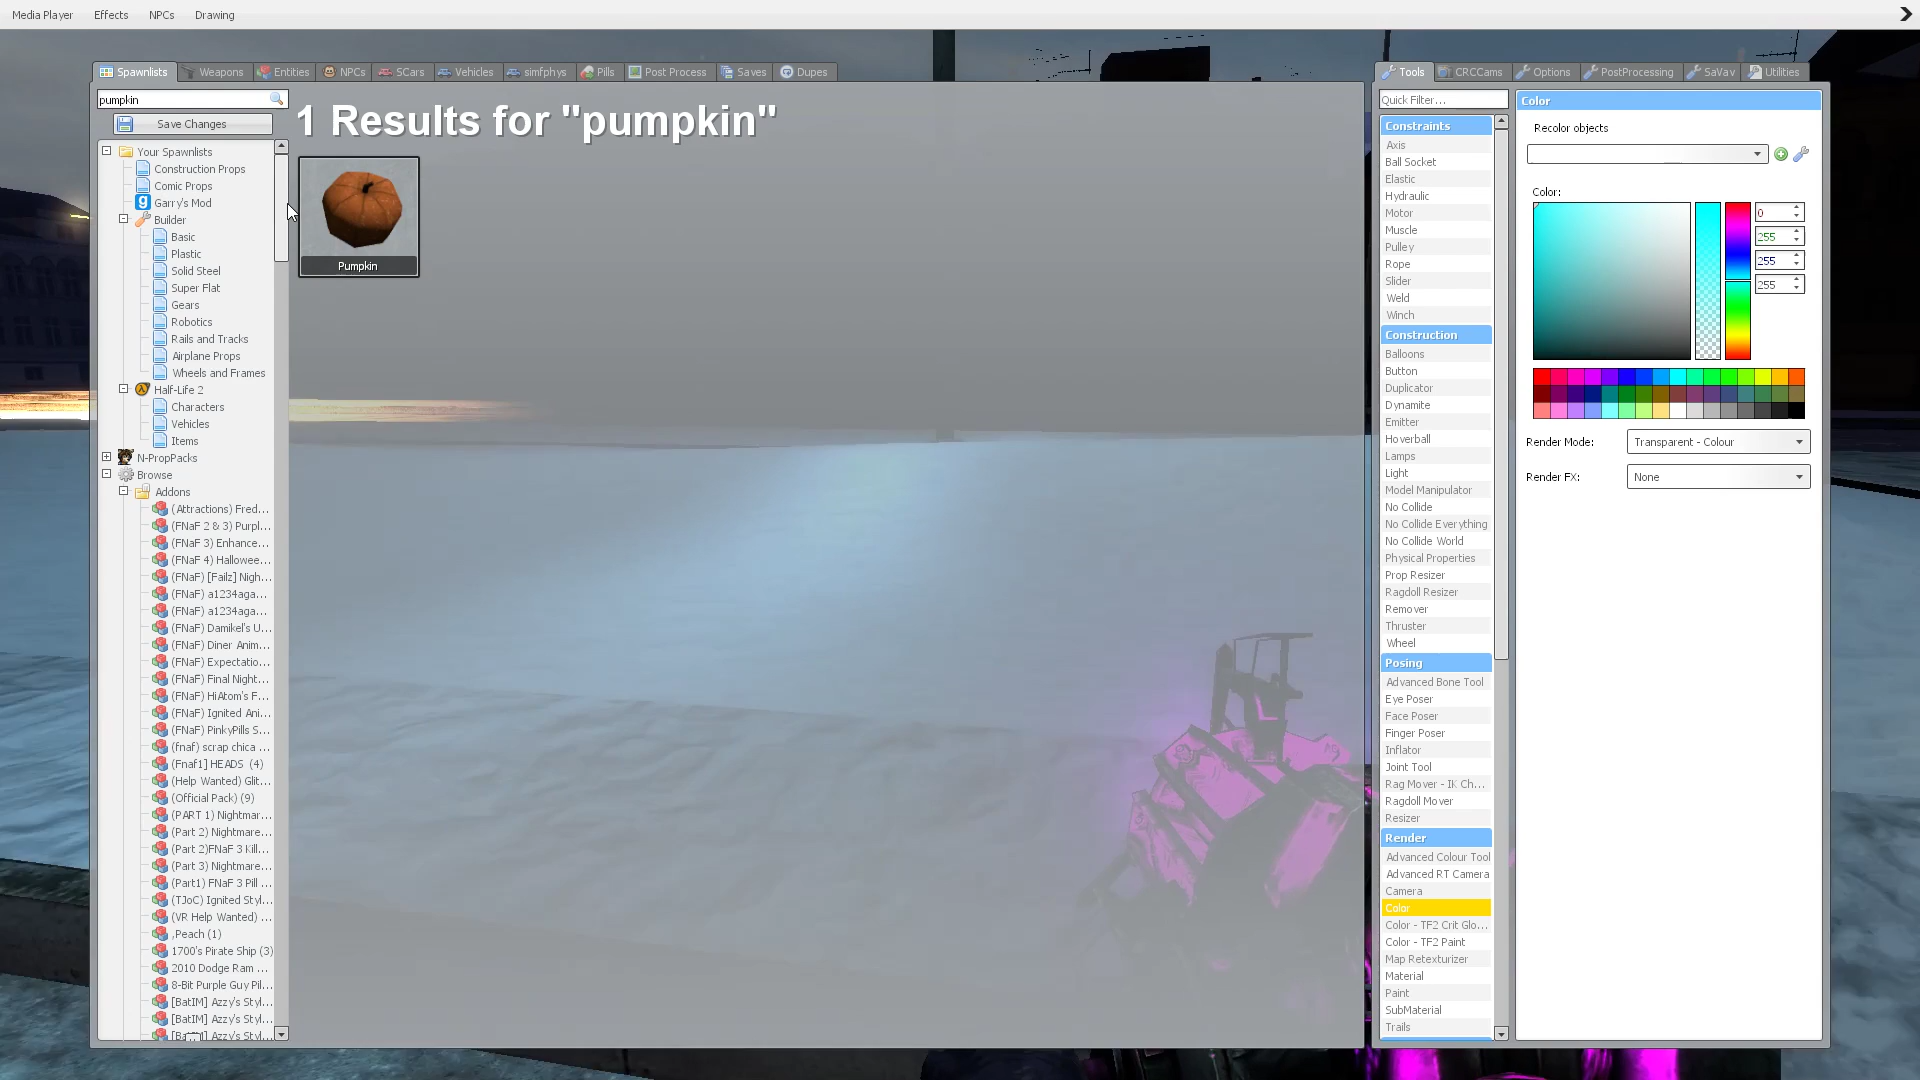 Media Player Effects NPCs Drawing
Spawnlists Weapons Entities NPCs SCars Vehicles simfphys Pills Post Process Saves Dupes
pumpkin
Save Changes
Your Spawnlists
Construction Props
Comic Props
Garry's Mod
Builder
Basic
Plastic
Solid Steel
Super Flat
Gears
Robotics
Rails and Tracks
Airplane Props
Wheels and Frames
Half-Life 2
Characters
Vehicles
Items
N-PropPacks
Browse
Addons
(Attractions) Fred...
(FNaF 2 & 3) Purpl...
(FNaF 3) Enhance...
(FNaF 4) Hallowee...
(FNaF) [Failz] Nigh...
(FNaF) a1234aga...
(FNaF) a1234aga...
(FNaF) Damikel's U...
(FNaF) Diner Anim...
(FNaF) Expectatio...
(FNaF) Final Night...
(FNaF) HiAtom's F...
(FNaF) Ignited Ani...
(FNaF) PinkyPills S...
(fnaf) scrap chica ...
(Fnaf1] HEADS (4)
(Help Wanted) Glit...
(Official Pack) (9)
(PART 1) Nightmar...
(Part 2) Nightmare...
(Part 2)FNaF 3 Kill...
(Part 3) Nightmare...
(Part1) FNaF 3 Pill ...
(TJoC) Ignited Styl...
(VR Help Wanted) ...
,Peach (1)
1700's Pirate Ship (3)
2010 Dodge Ram ...
8-Bit Purple Guy Pil...
[BatIM] Azzy's Styl...
[BatIM] Azzy's Styl...
[BatIM] Azzy's Styl...
1 Results for "pumpkin"
Pumpkin
Tools CRCCams Options PostProcessing SaVav Utilities
Quick Filter...
Constraints
Axis
Ball Socket
Elastic
Hydraulic
Motor
Muscle
Pulley
Rope
Slider
Weld
Winch
Construction
Balloons
Button
Duplicator
Dynamite
Emitter
Hoverball
Lamps
Light
Model Manipulator
No Collide
No Collide Everything
No Collide World
Physical Properties
Prop Resizer
Ragdoll Resizer
Remover
Thruster
Wheel
Posing
Advanced Bone Tool
Eye Poser
Face Poser
Finger Poser
Inflator
Joint Tool
Rag Mover - IK Ch...
Ragdoll Mover
Resizer
Render
Advanced Colour Tool
Advanced RT Camera
Camera
Color
Color - TF2 Crit Glo...
Color - TF2 Paint
Map Retexturizer
Material
Paint
SubMaterial
Trails
Color
Recolor objects
Color:
0
255
255
255
Render Mode: Transparent - Colour
Render FX: None